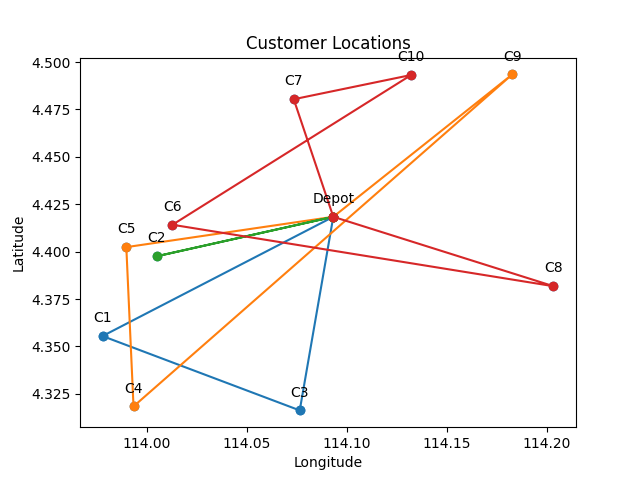 Customer Locations
4.500
4.475
4.450
4.425
4.400
4.375
4.350
4.325
Latitude
C10
C9
C7
Depot
C6
C5
C2
C8
C1
C4
C3
114.00
114.05
114.10
114.15
114.20
Longitude